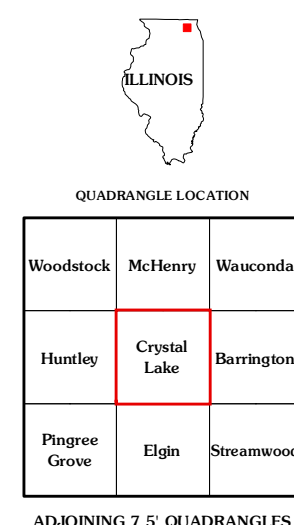 ILLINOIS
QUADRANGLE LOCATION
Woodstock McHenry Wauconda
Huntley Crystal Lake Barrington
Pingree Grove Elgin Streamwood
ADJOINING 7.5' QUADRANGLES